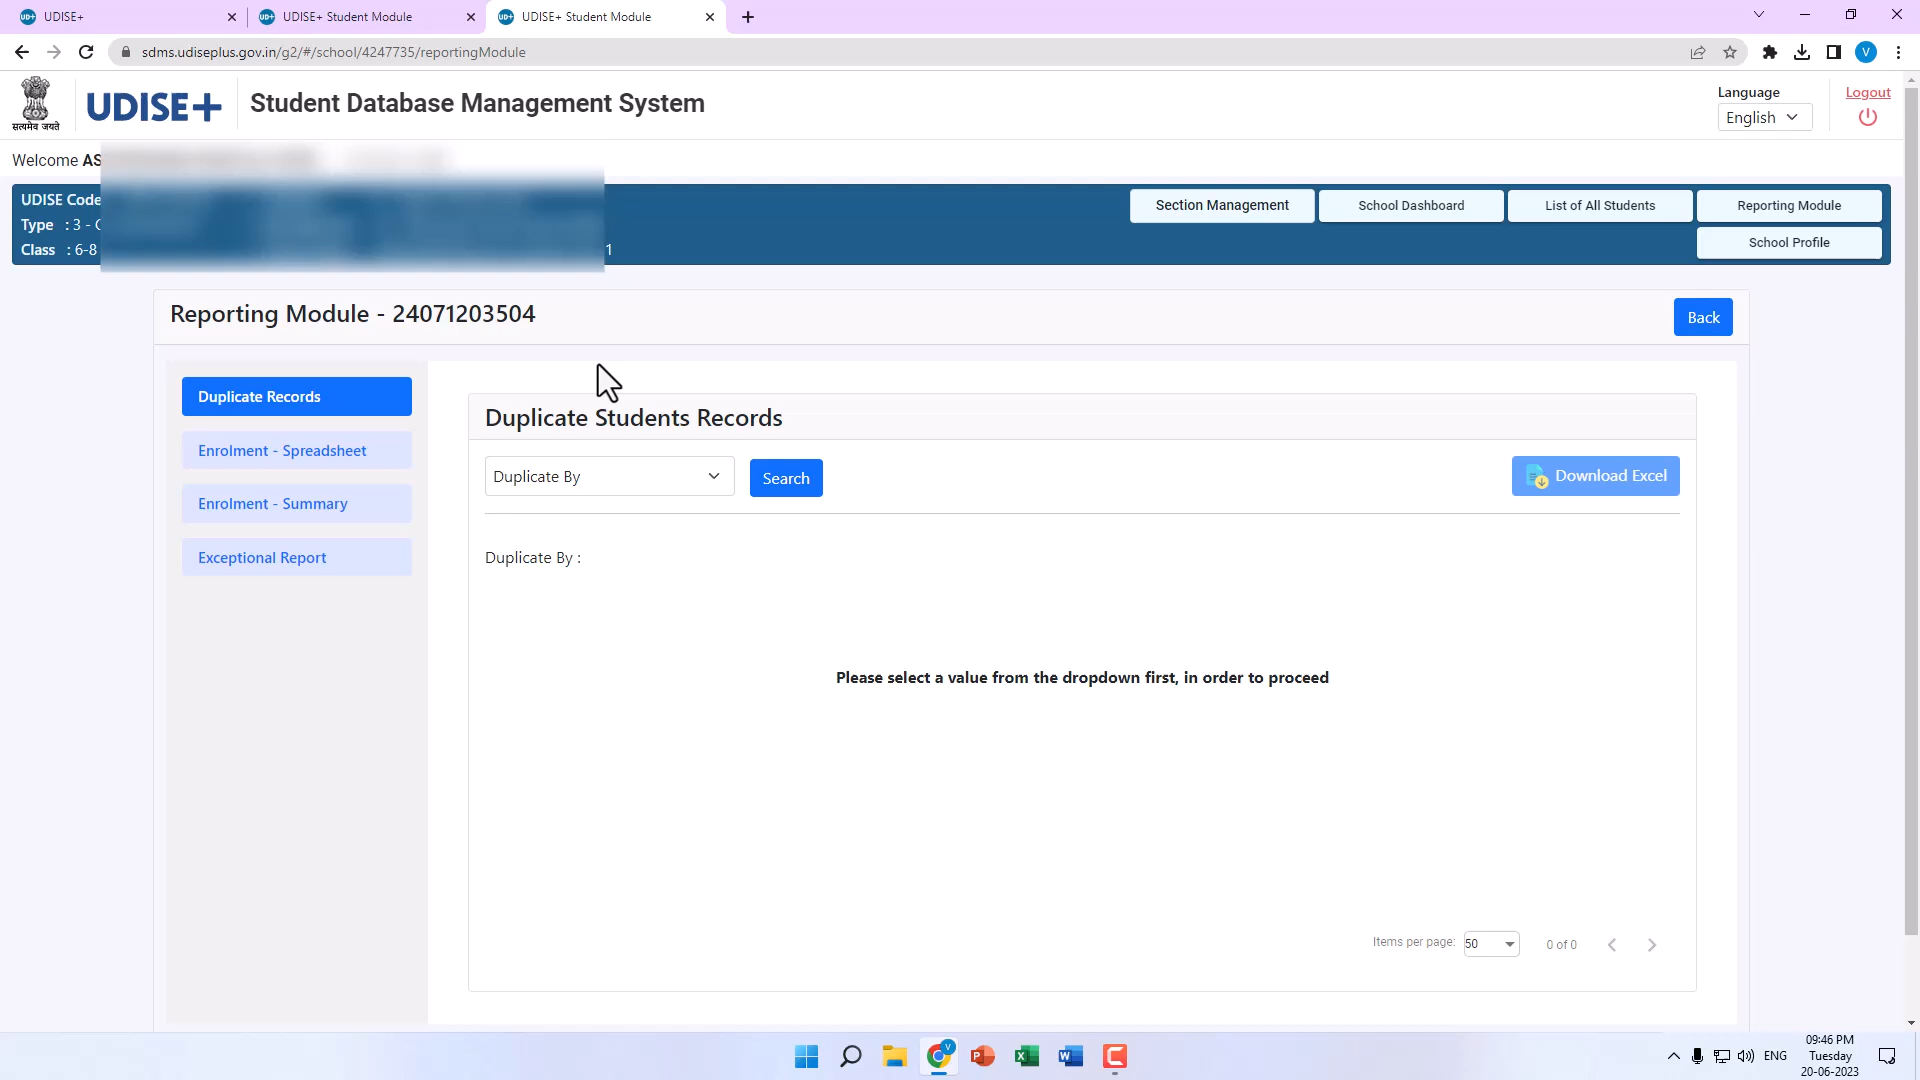 UDISE+
UDISE+ Student Module
UDISE+ Student Module
sdms.udiseplus.gov.in/g2/#/school/4247735/reportingModule
V
सत्यमेव जयते
UDISE+
Student Database Management System
Language
English
Logout
Welcome AS
UDISE Code
Type : 3 -
Class : 6-8
1
Section Management
School Dashboard
List of All Students
Reporting Module
School Profile
Reporting Module - 24071203504
Back
Duplicate Records
Enrolment - Spreadsheet
Enrolment - Summary
Exceptional Report
Duplicate Students Records
Duplicate By
Search
Download Excel
Duplicate By :
Please select a value from the dropdown first, in order to proceed
Items per page: 50 0 of 0
ENG
09:46 PM
Tuesday
20-06-2023